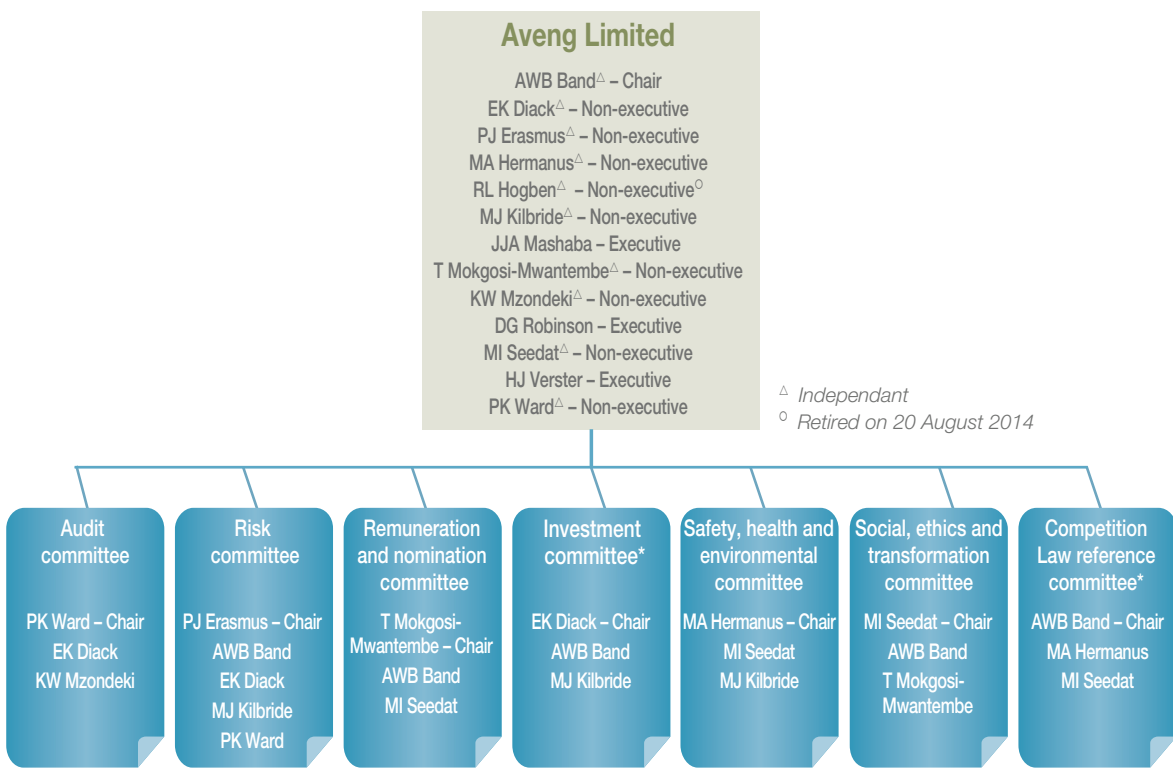 Aveng Limited
AWB Band△ – Chair
EK Diack△ – Non-executive
PJ Erasmus△ – Non-executive
MA Hermanus△ – Non-executive
RL Hogben△ – Non-executive○
MJ Kilbride△ – Non-executive
JJA Mashaba – Executive
T Mokgosi-Mwantembe△ – Non-executive
KW Mzondeki△ – Non-executive
DG Robinson – Executive
MI Seedat△ – Non-executive
HJ Verster – Executive
PK Ward△ – Non-executive
△ Independant
○ Retired on 20 August 2014
Audit
committee
PK Ward – Chair
EK Diack
KW Mzondeki
Risk
committee
PJ Erasmus – Chair
AWB Band
EK Diack
MJ Kilbride
PK Ward
Remuneration
and nomination
committee
T Mokgosi-
Mwantembe – Chair
AWB Band
MI Seedat
Investment
committee*
EK Diack – Chair
AWB Band
MJ Kilbride
Safety, health and
environmental
committee
MA Hermanus – Chair
MI Seedat
MJ Kilbride
Social, ethics and
transformation
committee
MI Seedat – Chair
AWB Band
T Mokgosi-
Mwantembe
Competition
Law reference
committee*
AWB Band – Chair
MA Hermanus
MI Seedat